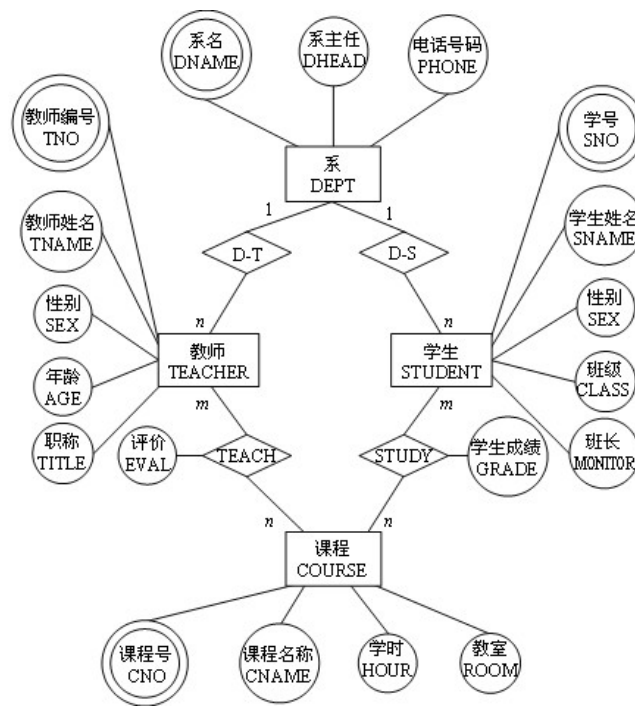 系名
DNAME
系主任
DHEAD
电话号码
PHONE
教师编号
TNO
学号
SNO
系
DEPT
教师姓名
TNAME
学生姓名
SNAME
1
1
D-T
D-S
性别
SEX
性别
SEX
n
n
教师
TEACHER
学生
STUDENT
年龄
AGE
班级
CLASS
m
m
职称
TITLE
评价
EVAL
TEACH
STUDY
学生成绩
GRADE
班长
MONITOR
n
n
课程
COURSE
课程号
CNO
课程名称
CNAME
学时
HOUR
教室
ROOM